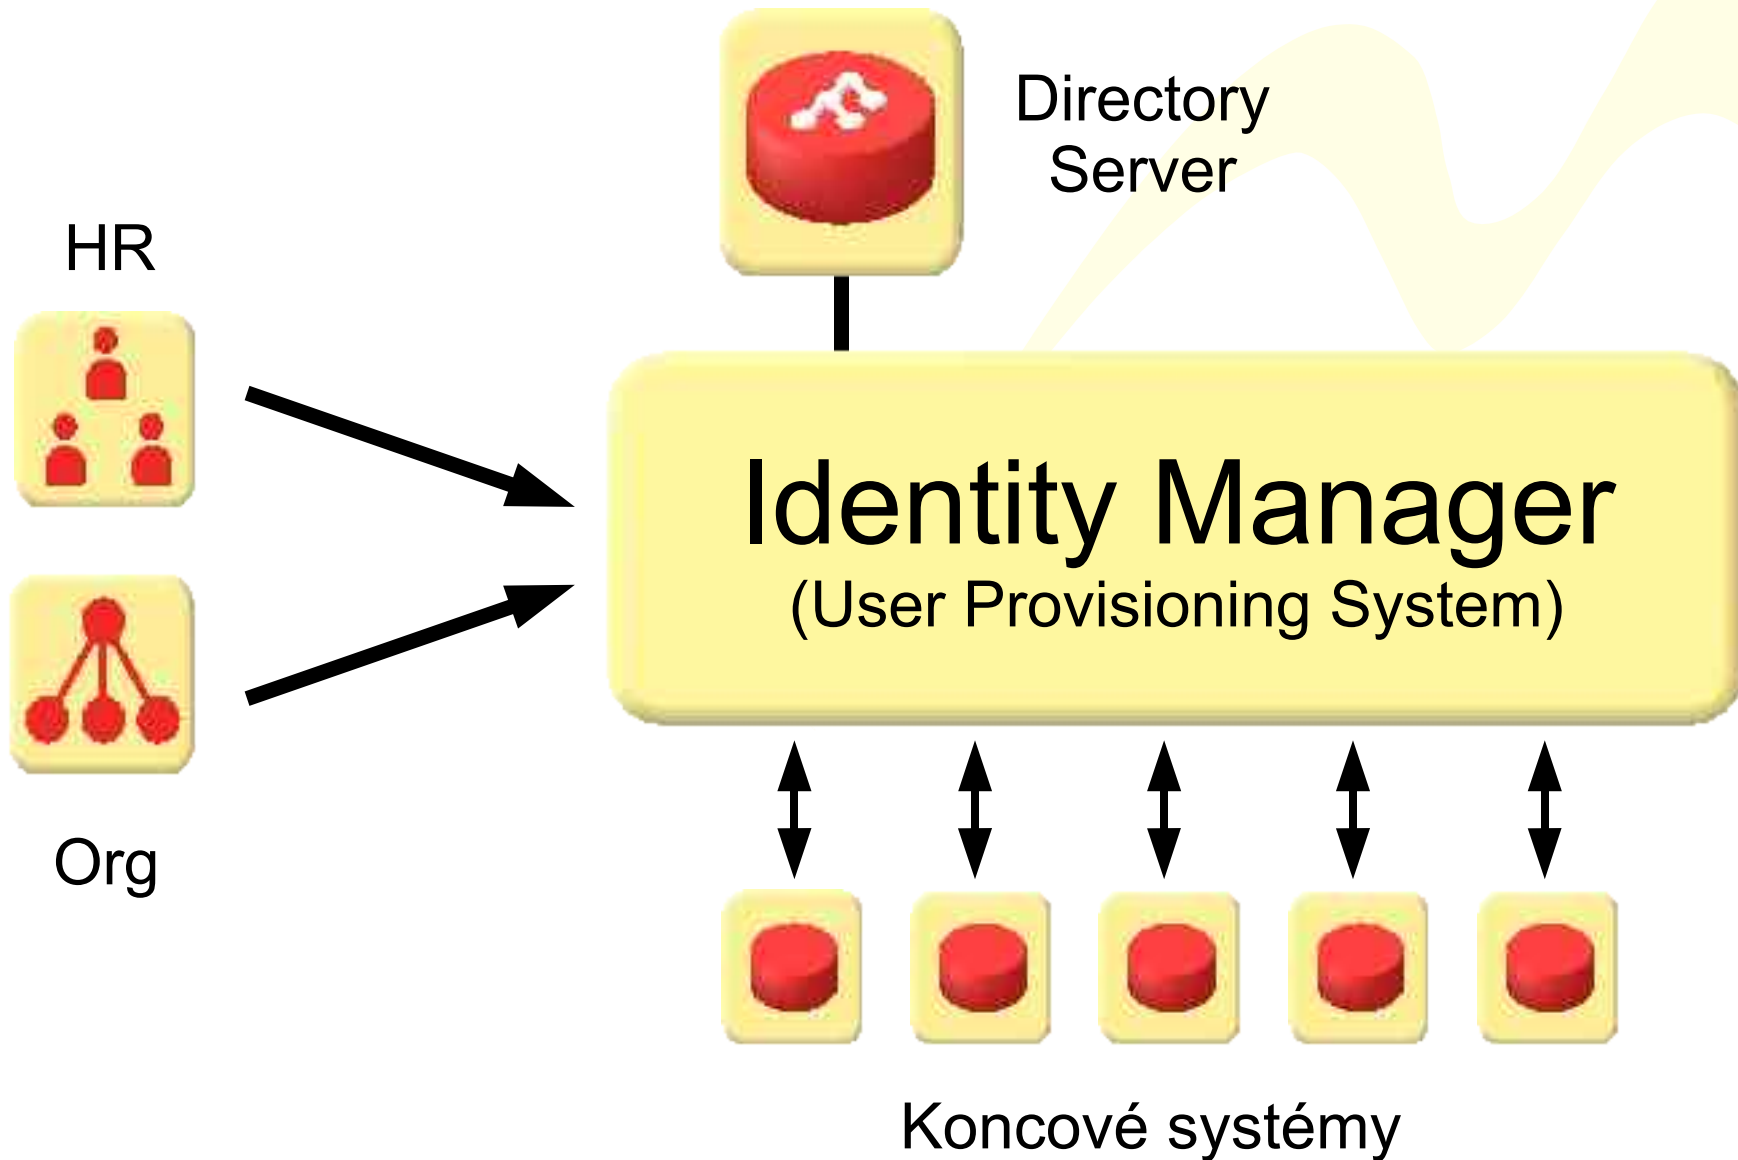 Directory
Server
HR
Identity Manager
(User Provisioning System)
Org
Koncové systémy